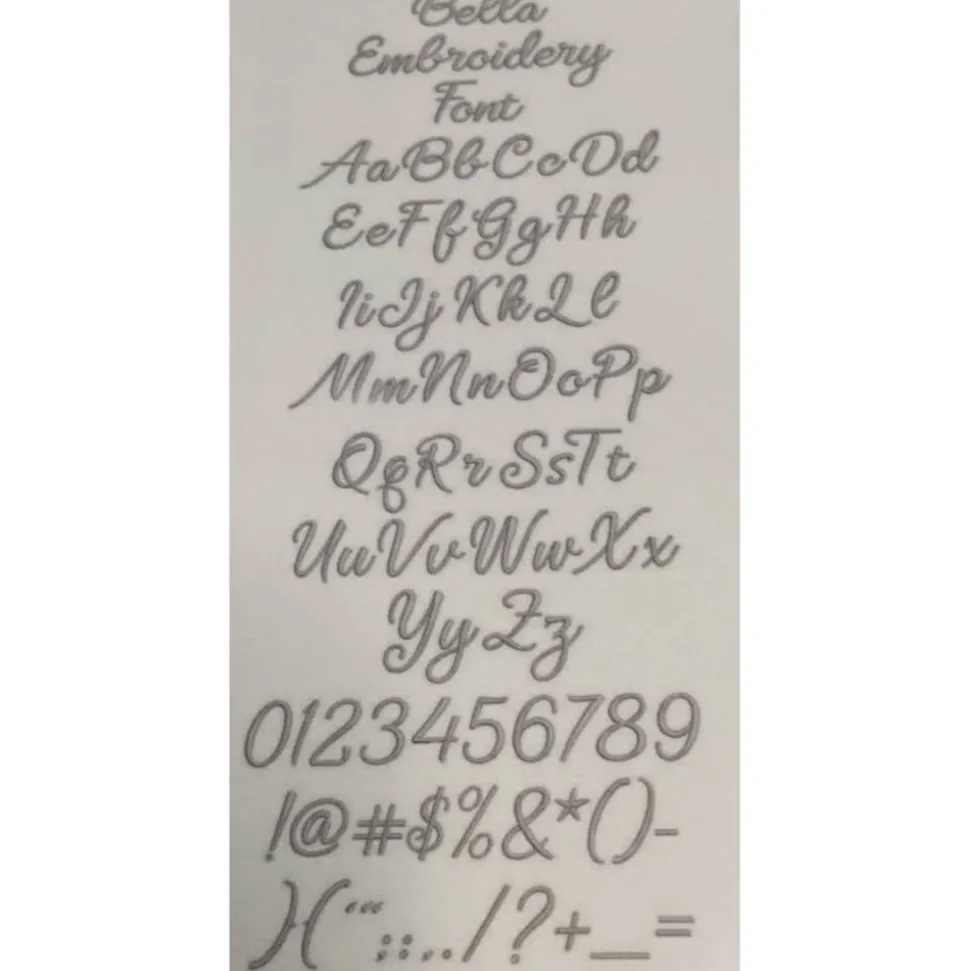 Bella
Embroidery
Font
AaBbCcDd
EeFfGgHh
IiJjKkLl
MmNnOoPp
QqRrSsTt
UuVvWwXx
YyZz
0123456789
!@#$%&*()-
}{"':;.,/?+_=